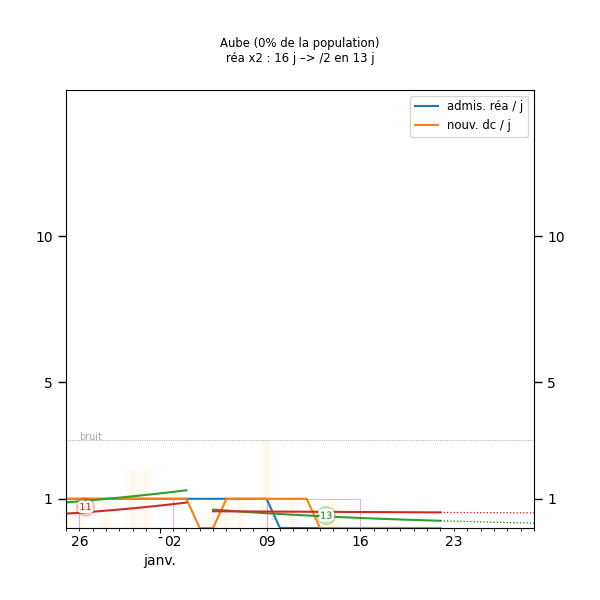 Aube (0% de la population)
réa x2 : 16 j –> /2 en 13 j
admis. réa / j
nouv. dc / j
10
10
5
5
bruit
1
1
11
13
26
02
09
16
23
janv.